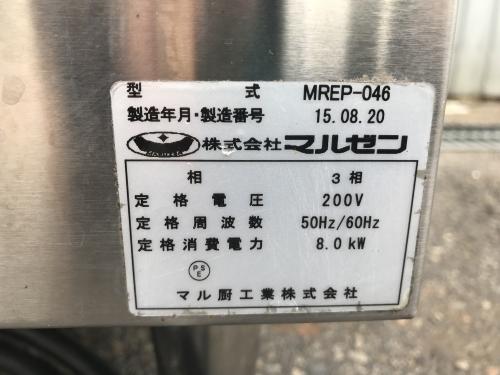 型 式 MREP-046
製造年月・製造番号 15.08.20
株式会社 マルゼン
相 3相
定格電圧 200V
定格周波数 50Hz/60Hz
定格消費電力 8.0kW
PS
E
マル厨工業株式会社